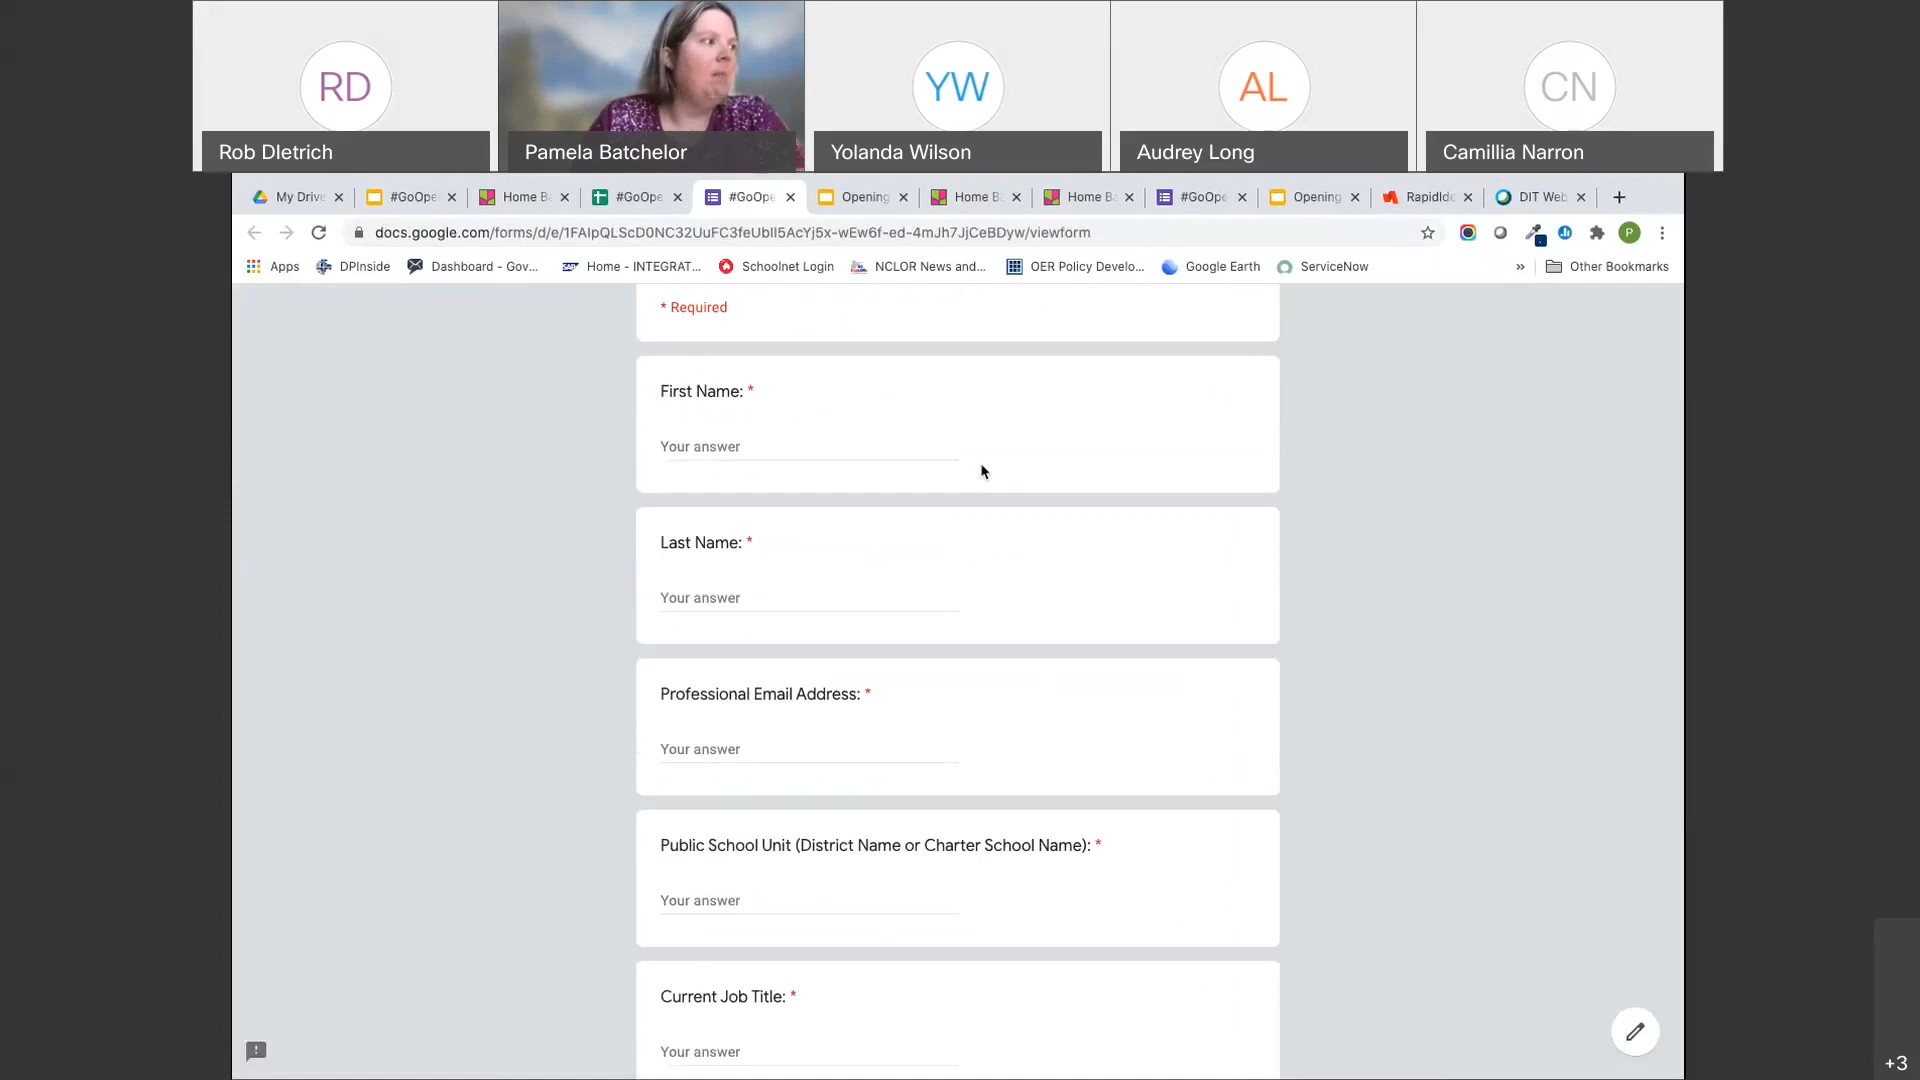 RD
YW
AL
CN
Rob DIetrich
Pamela Batchelor
Yolanda Wilson
Audrey Long
Camillia Narron
My Drive
#GoOpe
Home Ba
#GoOpe
#GoOpe
Opening
Home Ba
Home Ba
#GoOpe
Opening
RapidIde
DIT Web
docs.google.com/forms/d/e/1FAIpQLScD0NC32UuFC3feUbIl5AcYj5x-wEw6f-ed-4mJh7JjCeBDyw/viewform
P
Apps
DPInside
Dashboard - Gov...
Home - INTEGRAT...
Schoolnet Login
NCLOR News and...
OER Policy Develo...
Google Earth
ServiceNow
»
Other Bookmarks
* Required
First Name: *
Your answer
Last Name: *
Your answer
Professional Email Address: *
Your answer
Public School Unit (District Name or Charter School Name): *
Your answer
Current Job Title: *
Your answer
+3